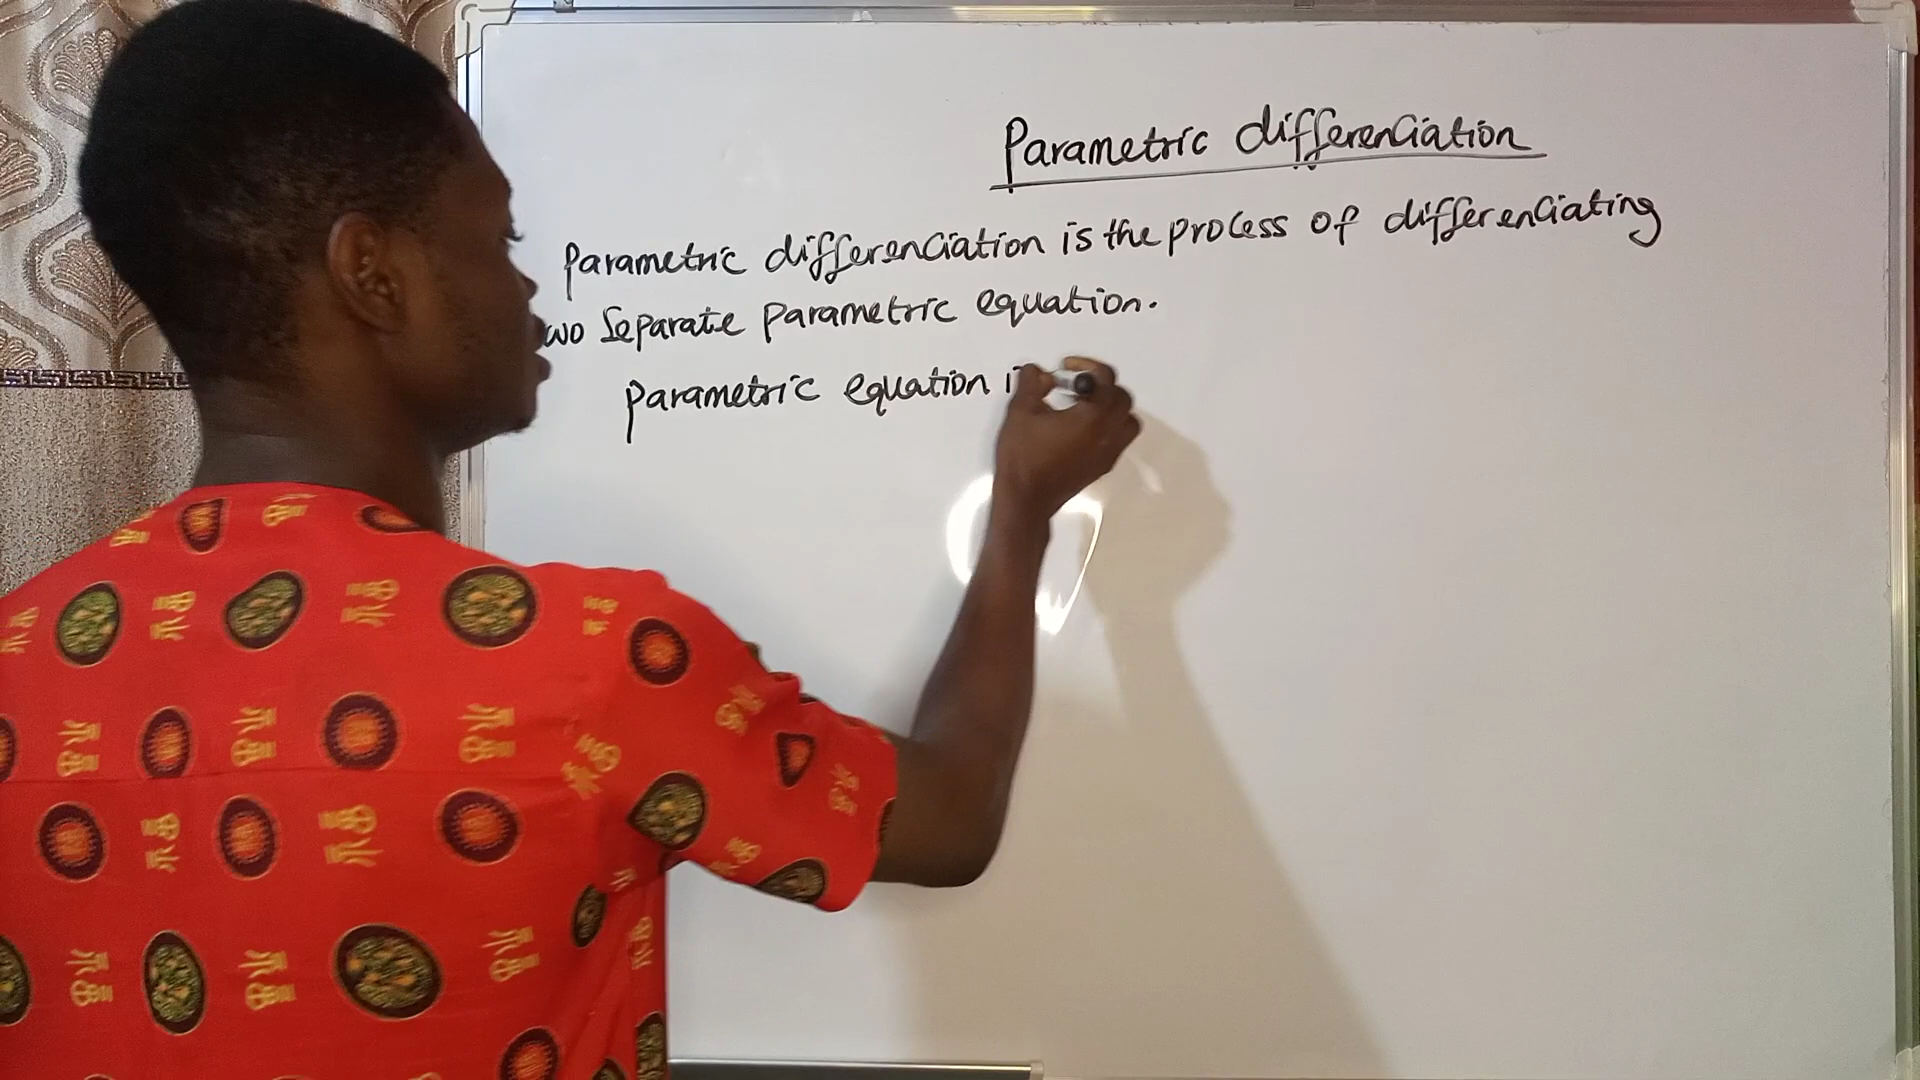 Parametric differenciation
Parametric differenciation is the process of differenciating
wo Separate parametric equation.
parametric equation i